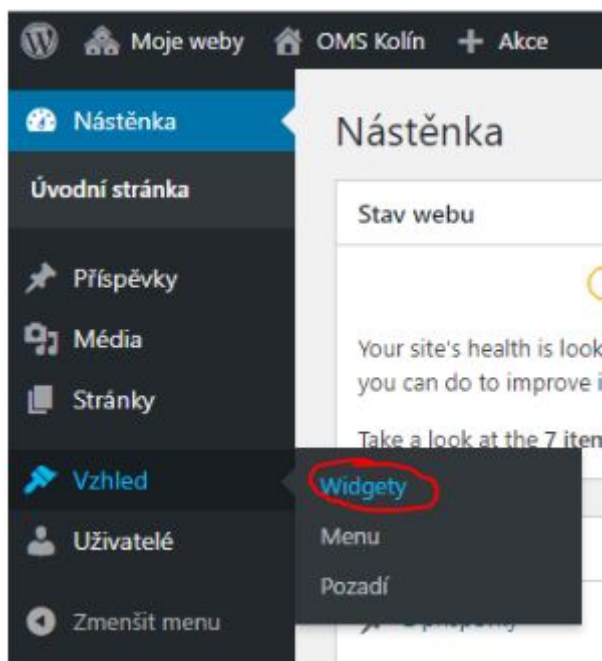 Moje weby OMS Kolín + Akce
Nástěnka
Úvodní stránka
Příspěvky
Média
Stránky
Vzhled
Uživatelé
Zmenšit menu
Widgety
Menu
Pozadí
Nástěnka
Stav webu
Your site's health is look
you can do to improve i
Take a look at the 7 item